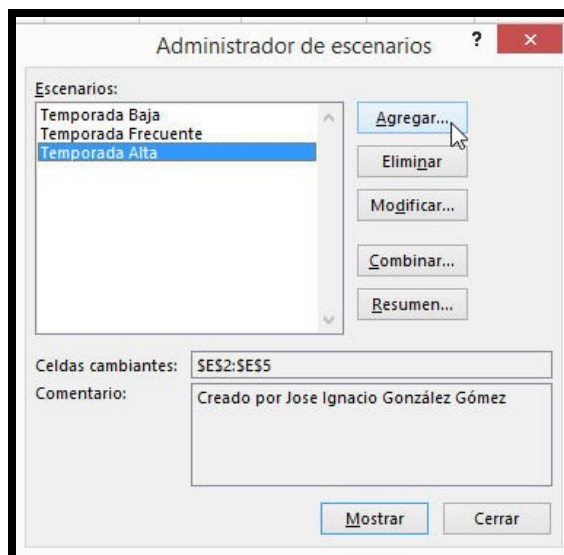 Administrador de escenarios
?
×
Escenarios:
Temporada Baja
Temporada Frecuente
Temporada Alta
Agregar...
Eliminar
Modificar...
Combinar...
Resumen...
Celdas cambiantes: $E$2:$E$5
Comentario: Creado por Jose Ignacio González Gómez
Mostrar Cerrar